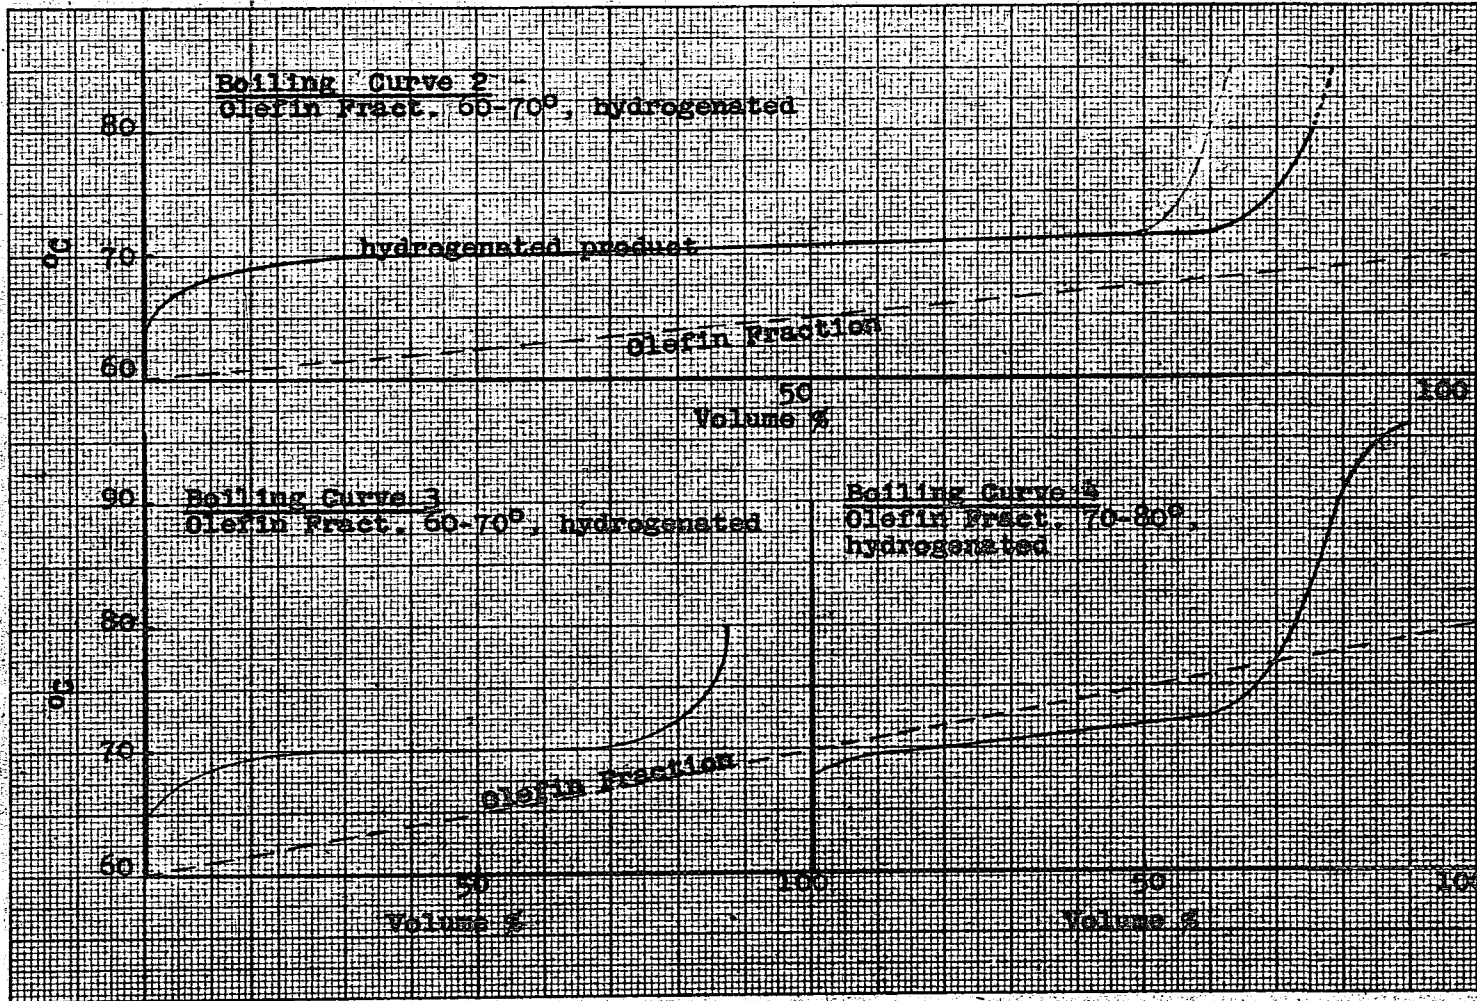 Boiling Curve 2
Olefin Fract. 60-70°, hydrogenated
80
°C
70
hydrogenated product
60
Olefin Fraction
50
100
Volume %
90
Boiling Curve 3
Olefin Fract. 60-70°, hydrogenated
80
°C
70
Olefin Fraction
60
50
100
Volume %
Boiling Curve 4
Olefin Fract. 70-80°,
hydrogenated
50
Volume %